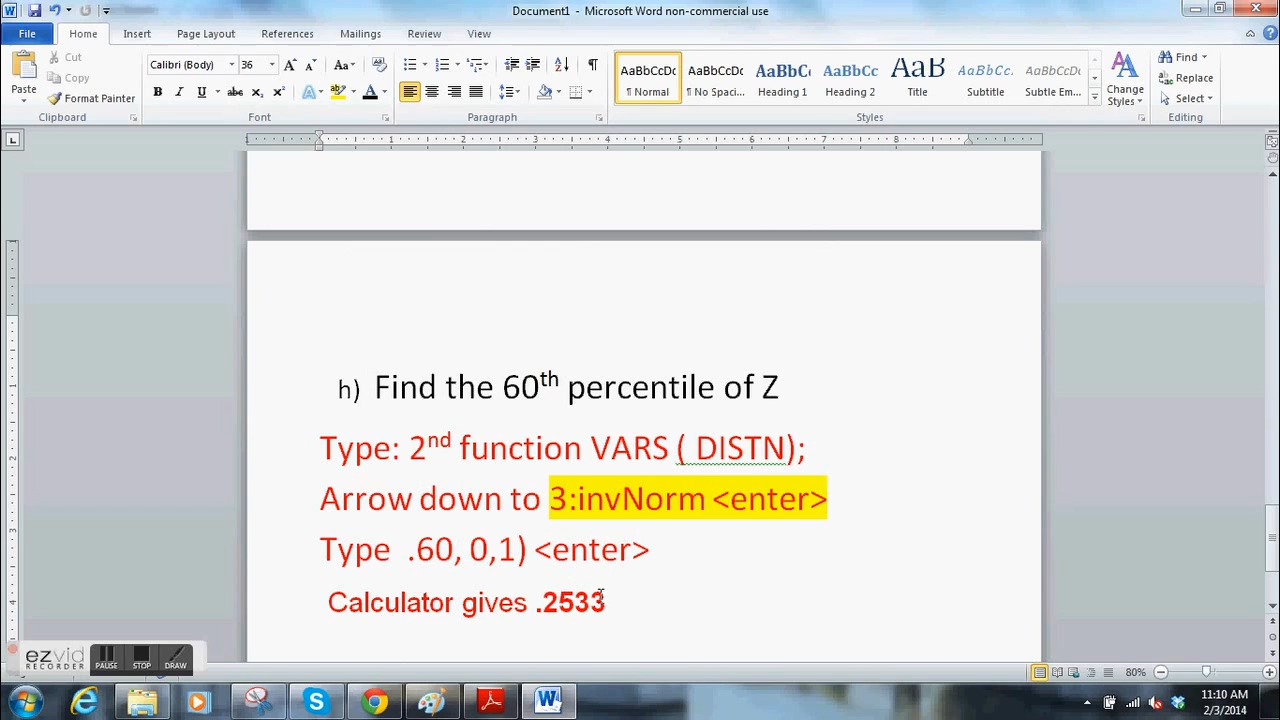 Document1 - Microsoft Word non-commercial use
File Home Insert Page Layout References Mailings Review View
Paste
Cut
Copy
Format Painter
Clipboard
Calibri (Body) 36
Font
Paragraph
AaBbCcDc AaBbCcDc AaBbC AaBbCc AaB AaBbCc. AaBbCcDc
¶ Normal ¶ No Spaci... Heading 1 Heading 2 Title Subtitle Subtle Em...
Change Styles
Styles
Find
Replace
Select
Editing
h) Find the 60th percentile of Z
Type: 2nd function VARS ( DISTN);
Arrow down to 3:invNorm <enter>
Type .60, 0,1) <enter>
Calculator gives .2533
ezvid
RECORDER
PAUSE STOP DRAW
80%
11:10 AM
2/3/2014